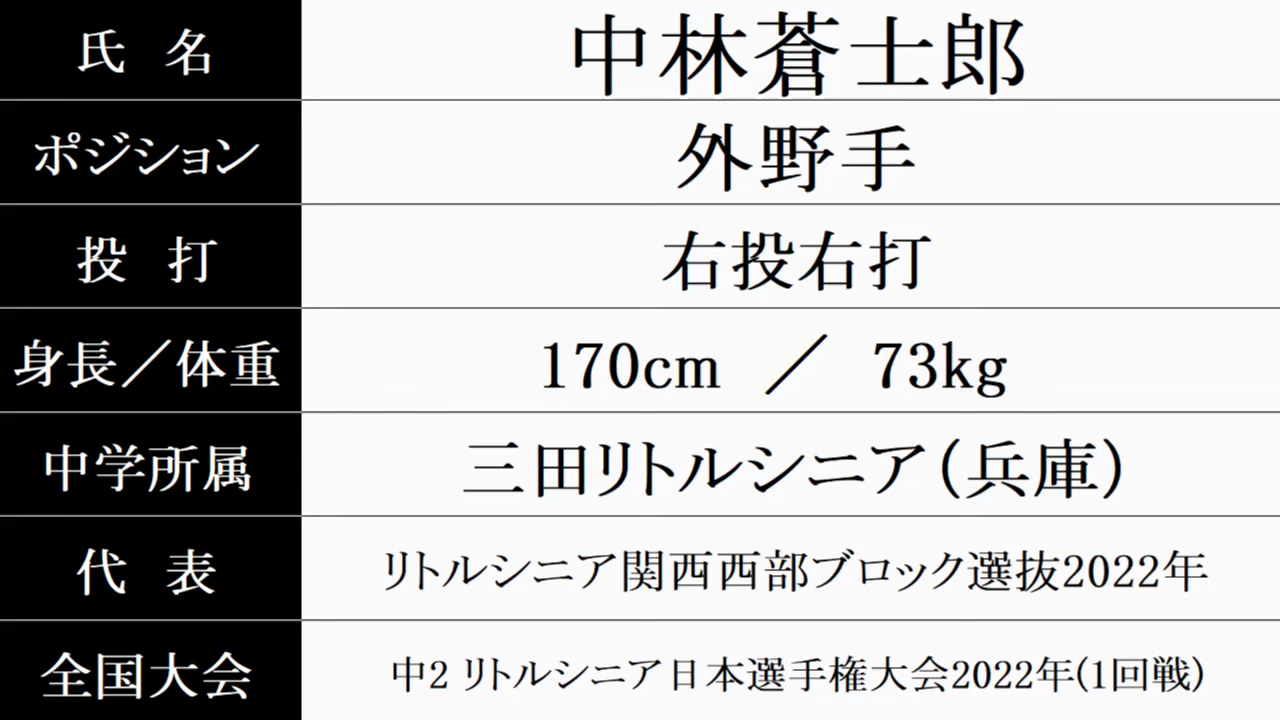 氏 名 中林蒼士郎
ポジション 外野手
投 打 右投右打
身長／体重 170cm ／ 73kg
中学所属 三田リトルシニア(兵庫)
代 表 リトルシニア関西西部ブロック選抜2022年
全国大会 中2 リトルシニア日本選手権大会2022年(1回戦)